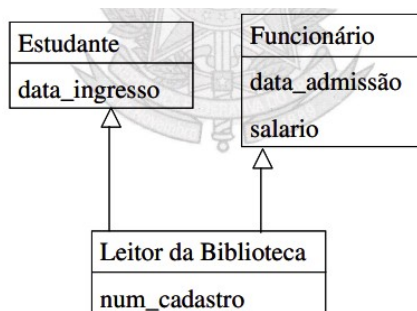 Estudante
data_ingresso
Funcionário
data_admissão
salario
Leitor da Biblioteca
num_cadastro